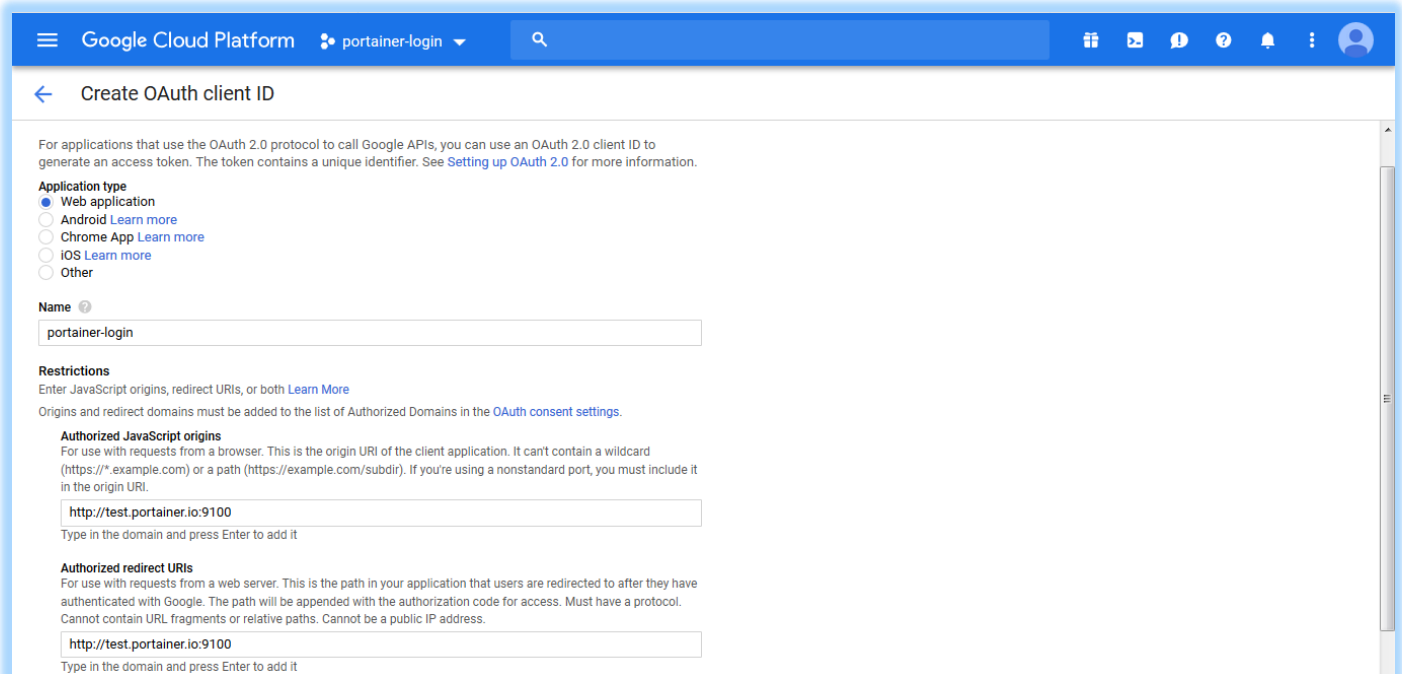 Google Cloud Platform portainer-login
Create OAuth client ID
For applications that use the OAuth 2.0 protocol to call Google APIs, you can use an OAuth 2.0 client ID to
generate an access token. The token contains a unique identifier. See Setting up OAuth 2.0 for more information.
Application type
Web application
Android Learn more
Chrome App Learn more
iOS Learn more
Other
Name
portainer-login
Restrictions
Enter JavaScript origins, redirect URIs, or both Learn More
Origins and redirect domains must be added to the list of Authorized Domains in the OAuth consent settings.
Authorized JavaScript origins
For use with requests from a browser. This is the origin URI of the client application. It can't contain a wildcard
(https://*.example.com) or a path (https://example.com/subdir). If you're using a nonstandard port, you must include it
in the origin URI.
http://test.portainer.io:9100
Type in the domain and press Enter to add it
Authorized redirect URIs
For use with requests from a web server. This is the path in your application that users are redirected to after they have
authenticated with Google. The path will be appended with the authorization code for access. Must have a protocol.
Cannot contain URL fragments or relative paths. Cannot be a public IP address.
http://test.portainer.io:9100
Type in the domain and press Enter to add it